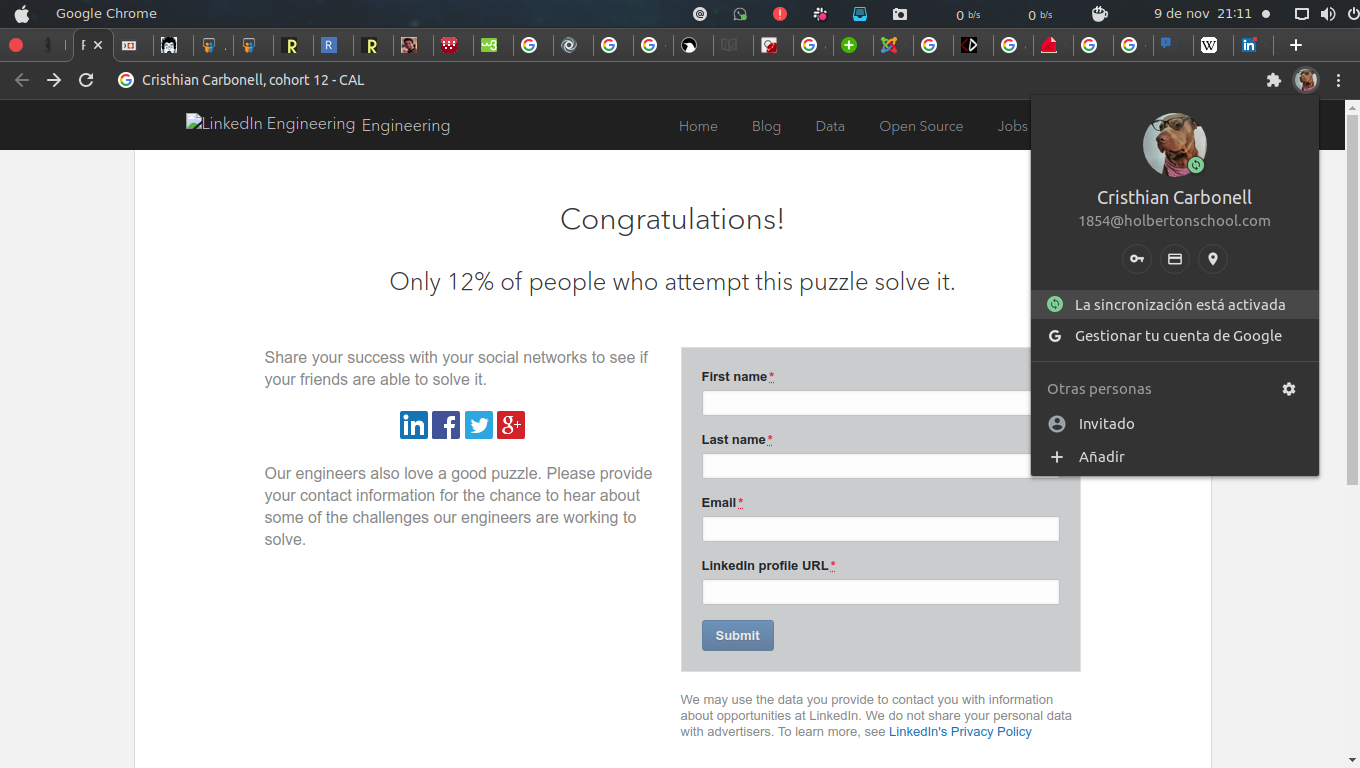 Google Chrome
0 b/s
0 b/s
9 de nov 21:11
Cristhian Carbonell, cohort 12 - CAL
LinkedIn Engineering Engineering
Home
Blog
Data
Open Source
Jobs
Congratulations!
Only 12% of people who attempt this puzzle solve it.
Share your success with your social networks to see if
your friends are able to solve it.
Our engineers also love a good puzzle. Please provide
your contact information for the chance to hear about
some of the challenges our engineers are working to
solve.
First name*
Last name*
Email*
LinkedIn profile URL*
Submit
We may use the data you provide to contact you with information
about opportunities at LinkedIn. We do not share your personal data
with advertisers. To learn more, see LinkedIn's Privacy Policy
Cristhian Carbonell
1854@holbertonschool.com
La sincronización está activada
Gestionar tu cuenta de Google
Otras personas
Invitado
Añadir